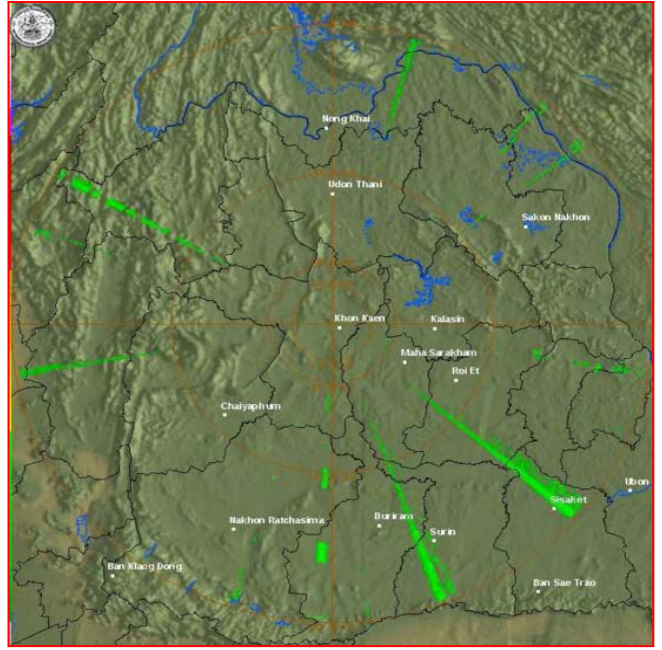 Nong Khai
Udon Thani
Sakon Nakhon
Khon Kaen
Kalasin
Maha Sarakham
Roi Et
Chaiyaphum
Ubon
Sisaket
Nakhon Ratchasima
Buriram
Surin
Ban Klang Dong
Ban Sae Trao